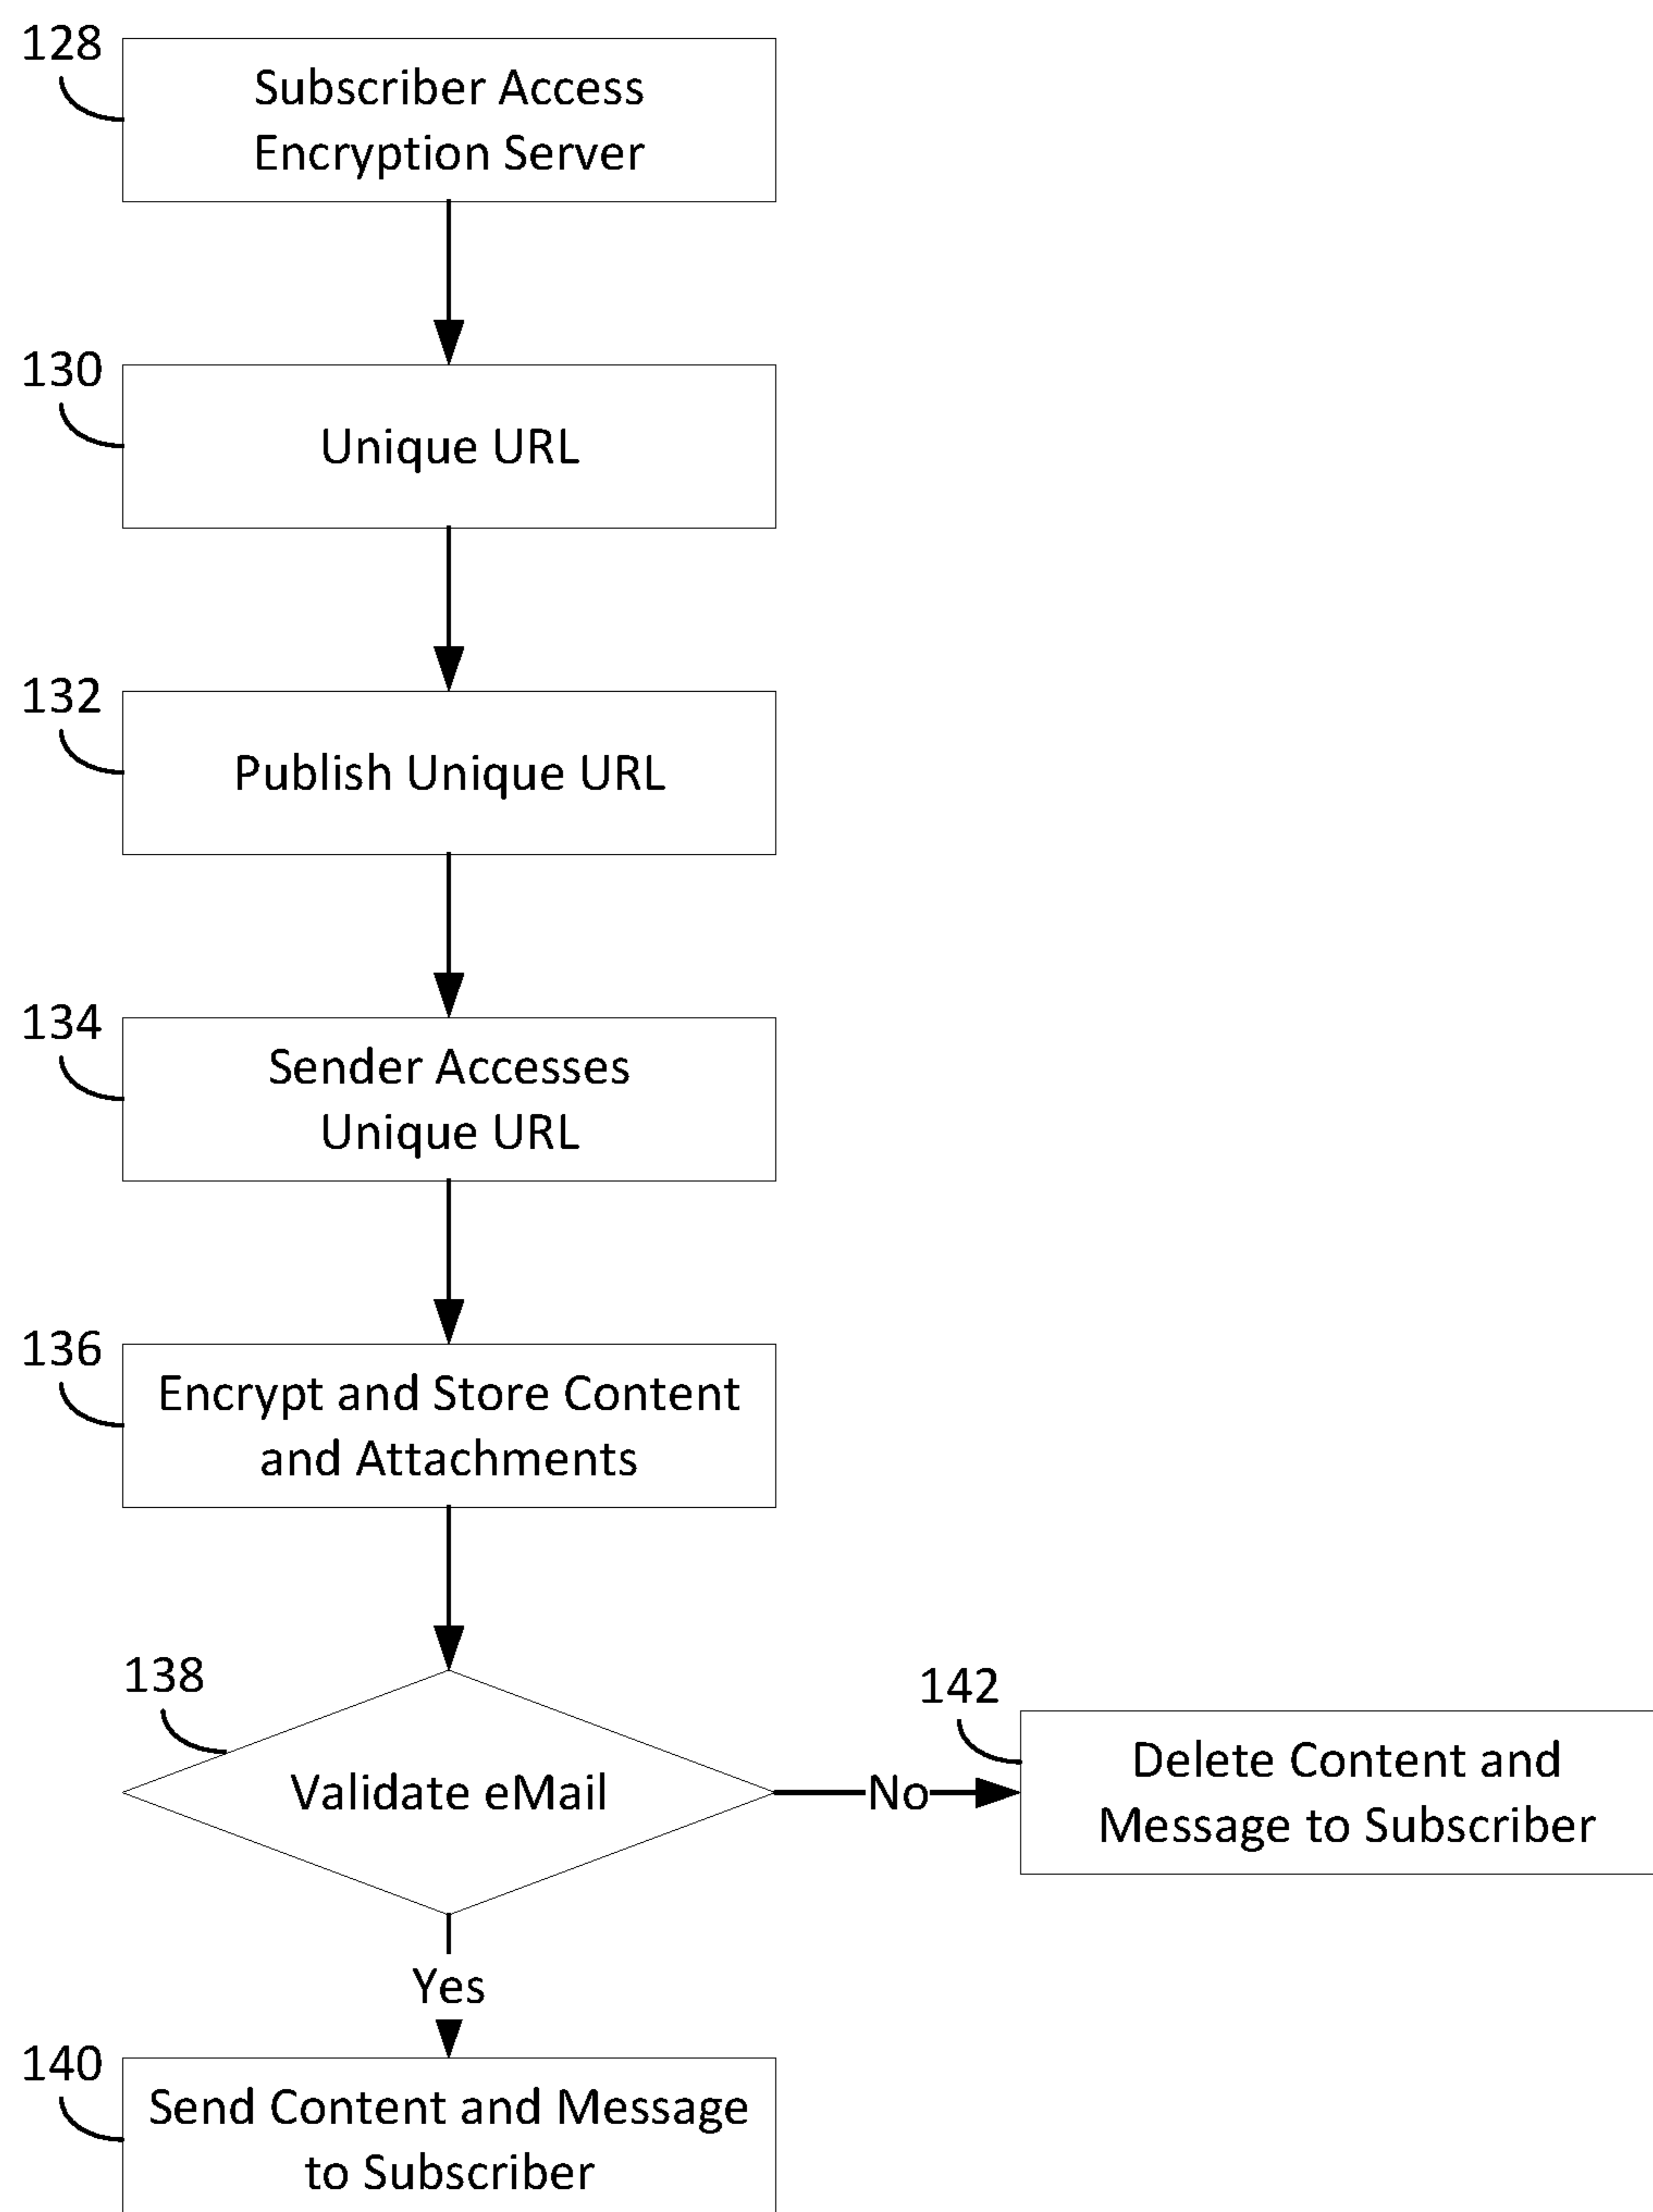 128
Subscriber Access
Encryption Server
130
Unique URL
132
Publish Unique URL
134
Sender Accesses
Unique URL
136
Encrypt and Store Content
and Attachments
138
Validate eMail
No
142
Delete Content and
Message to Subscriber
Yes
140
Send Content and Message
to Subscriber